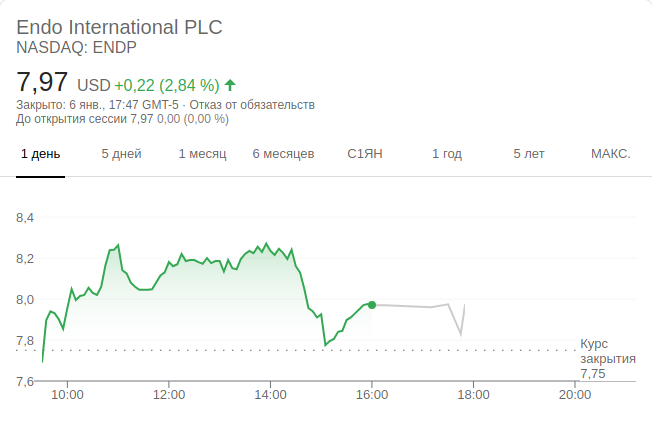 Endo International PLC
NASDAQ: ENDP
7,97 USD +0,22 (2,84 %)
Закрыто: 6 янв., 17:47 GMT-5 · Отказ от обязательств
До открытия сессии 7,97 0,00 (0,00 %)
1 день 5 дней 1 месяц 6 месяцев С1ЯН 1 год 5 лет МАКС.
8,4
8,2
8,0
7,8
Курс
закрытия
7,75
7,6
10:00 12:00 14:00 16:00 18:00 20:00